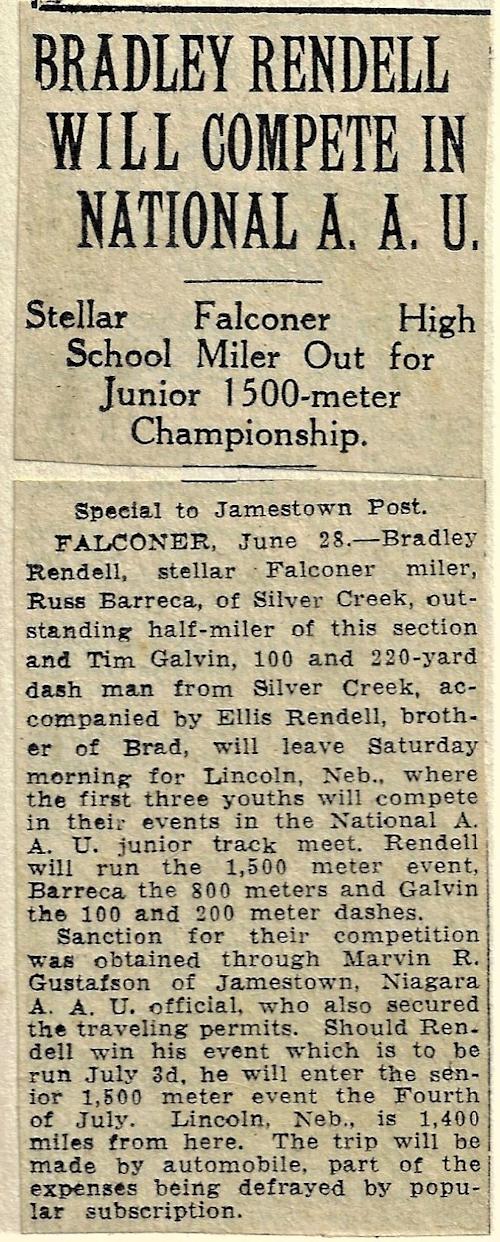 BRADLEY RENDELL
WILL COMPETE IN
NATIONAL A. A. U.
Stellar Falconer High
School Miler Out for
Junior 1500-meter
Championship.
Special to Jamestown Post.
FALCONER, June 28.—Bradley
Rendell, stellar Falconer miler,
Russ Barreca, of Silver Creek, out-
standing half-miler of this section
and Tim Galvin, 100 and 220-yard
dash man from Silver Creek, ac-
companied by Ellis Rendell, broth-
er of Brad, will leave Saturday
morning for Lincoln, Neb., where
the first three youths will compete
in their events in the National A.
A. U. junior track meet. Rendell
will run the 1,500 meter event,
Barreca the 800 meters and Galvin
the 100 and 200 meter dashes.
Sanction for their competition
was obtained through Marvin R.
Gustafson of Jamestown, Niagara
A. A. U. official, who also secured
the traveling permits. Should Ren-
dell win his event which is to be
run July 3d, he will enter the sen-
ior 1,500 meter event the Fourth
of July. Lincoln, Neb., is 1,400
miles from here. The trip will be
made by automobile, part of the
expenses being defrayed by popu-
lar subscription.